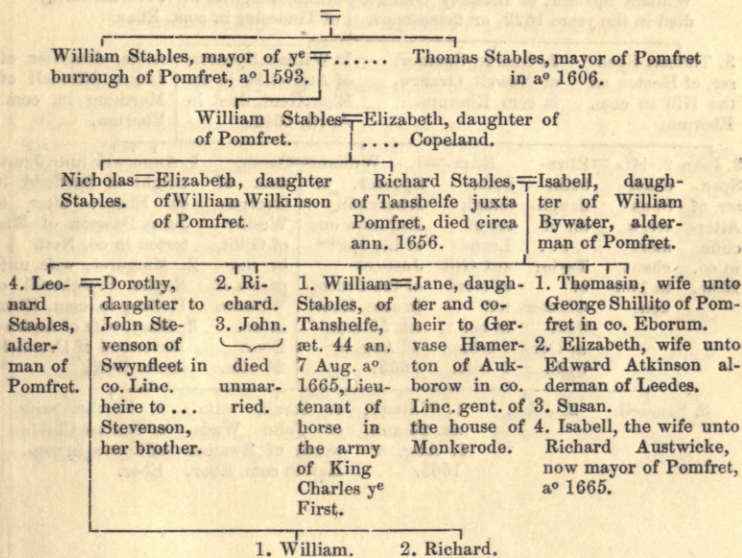 William Stables, mayor of yᵉ = ......
burrough of Pomfret, aº 1593.
Thomas Stables, mayor of Pomfret
in aº 1606.
William Stables=Elizabeth, daughter
of Pomfret. .... Copeland.
Nicholas=Elizabeth, daughter
Stables. of William Wilkinson
of Pomfret.
Richard Stables,=Isabell, daugh-
of Tanshelfe juxta ter of William
Pomfret, died circa Bywater, alder-
ann. 1656. man of Pomfret.
4. Leo-
nard
Stables,
alder-
man of
Pomfret.
=Dorothy,
daughter to
John Ste-
venson of
Swynfleet in
co. Linc.
heire to ...
Stevenson,
her brother.
2. Ri-
chard.
3. John.
died
unmar-
ried.
1. William=
Stables, of
Tanshelfe,
æt. 44 an.
7 Aug. aº
1665, Lieu-
tenant of
horse in
the army
of King
Charles yᵉ
First.
Jane, daugh-
ter and co-
heir to Ger-
vase Hamer-
ton of Auk-
borow in co.
Linc. gent. of
the house of
Monkerode.
1. Thomasin, wife unto
George Shillito of Pom-
fret in co. Eborum.
2. Elizabeth, wife unto
Edward Atkinson al-
derman of Leedes.
3. Susan.
4. Isabell, the wife unto
Richard Austwicke,
now mayor of Pomfret,
aº 1665.
1. William. 2. Richard.